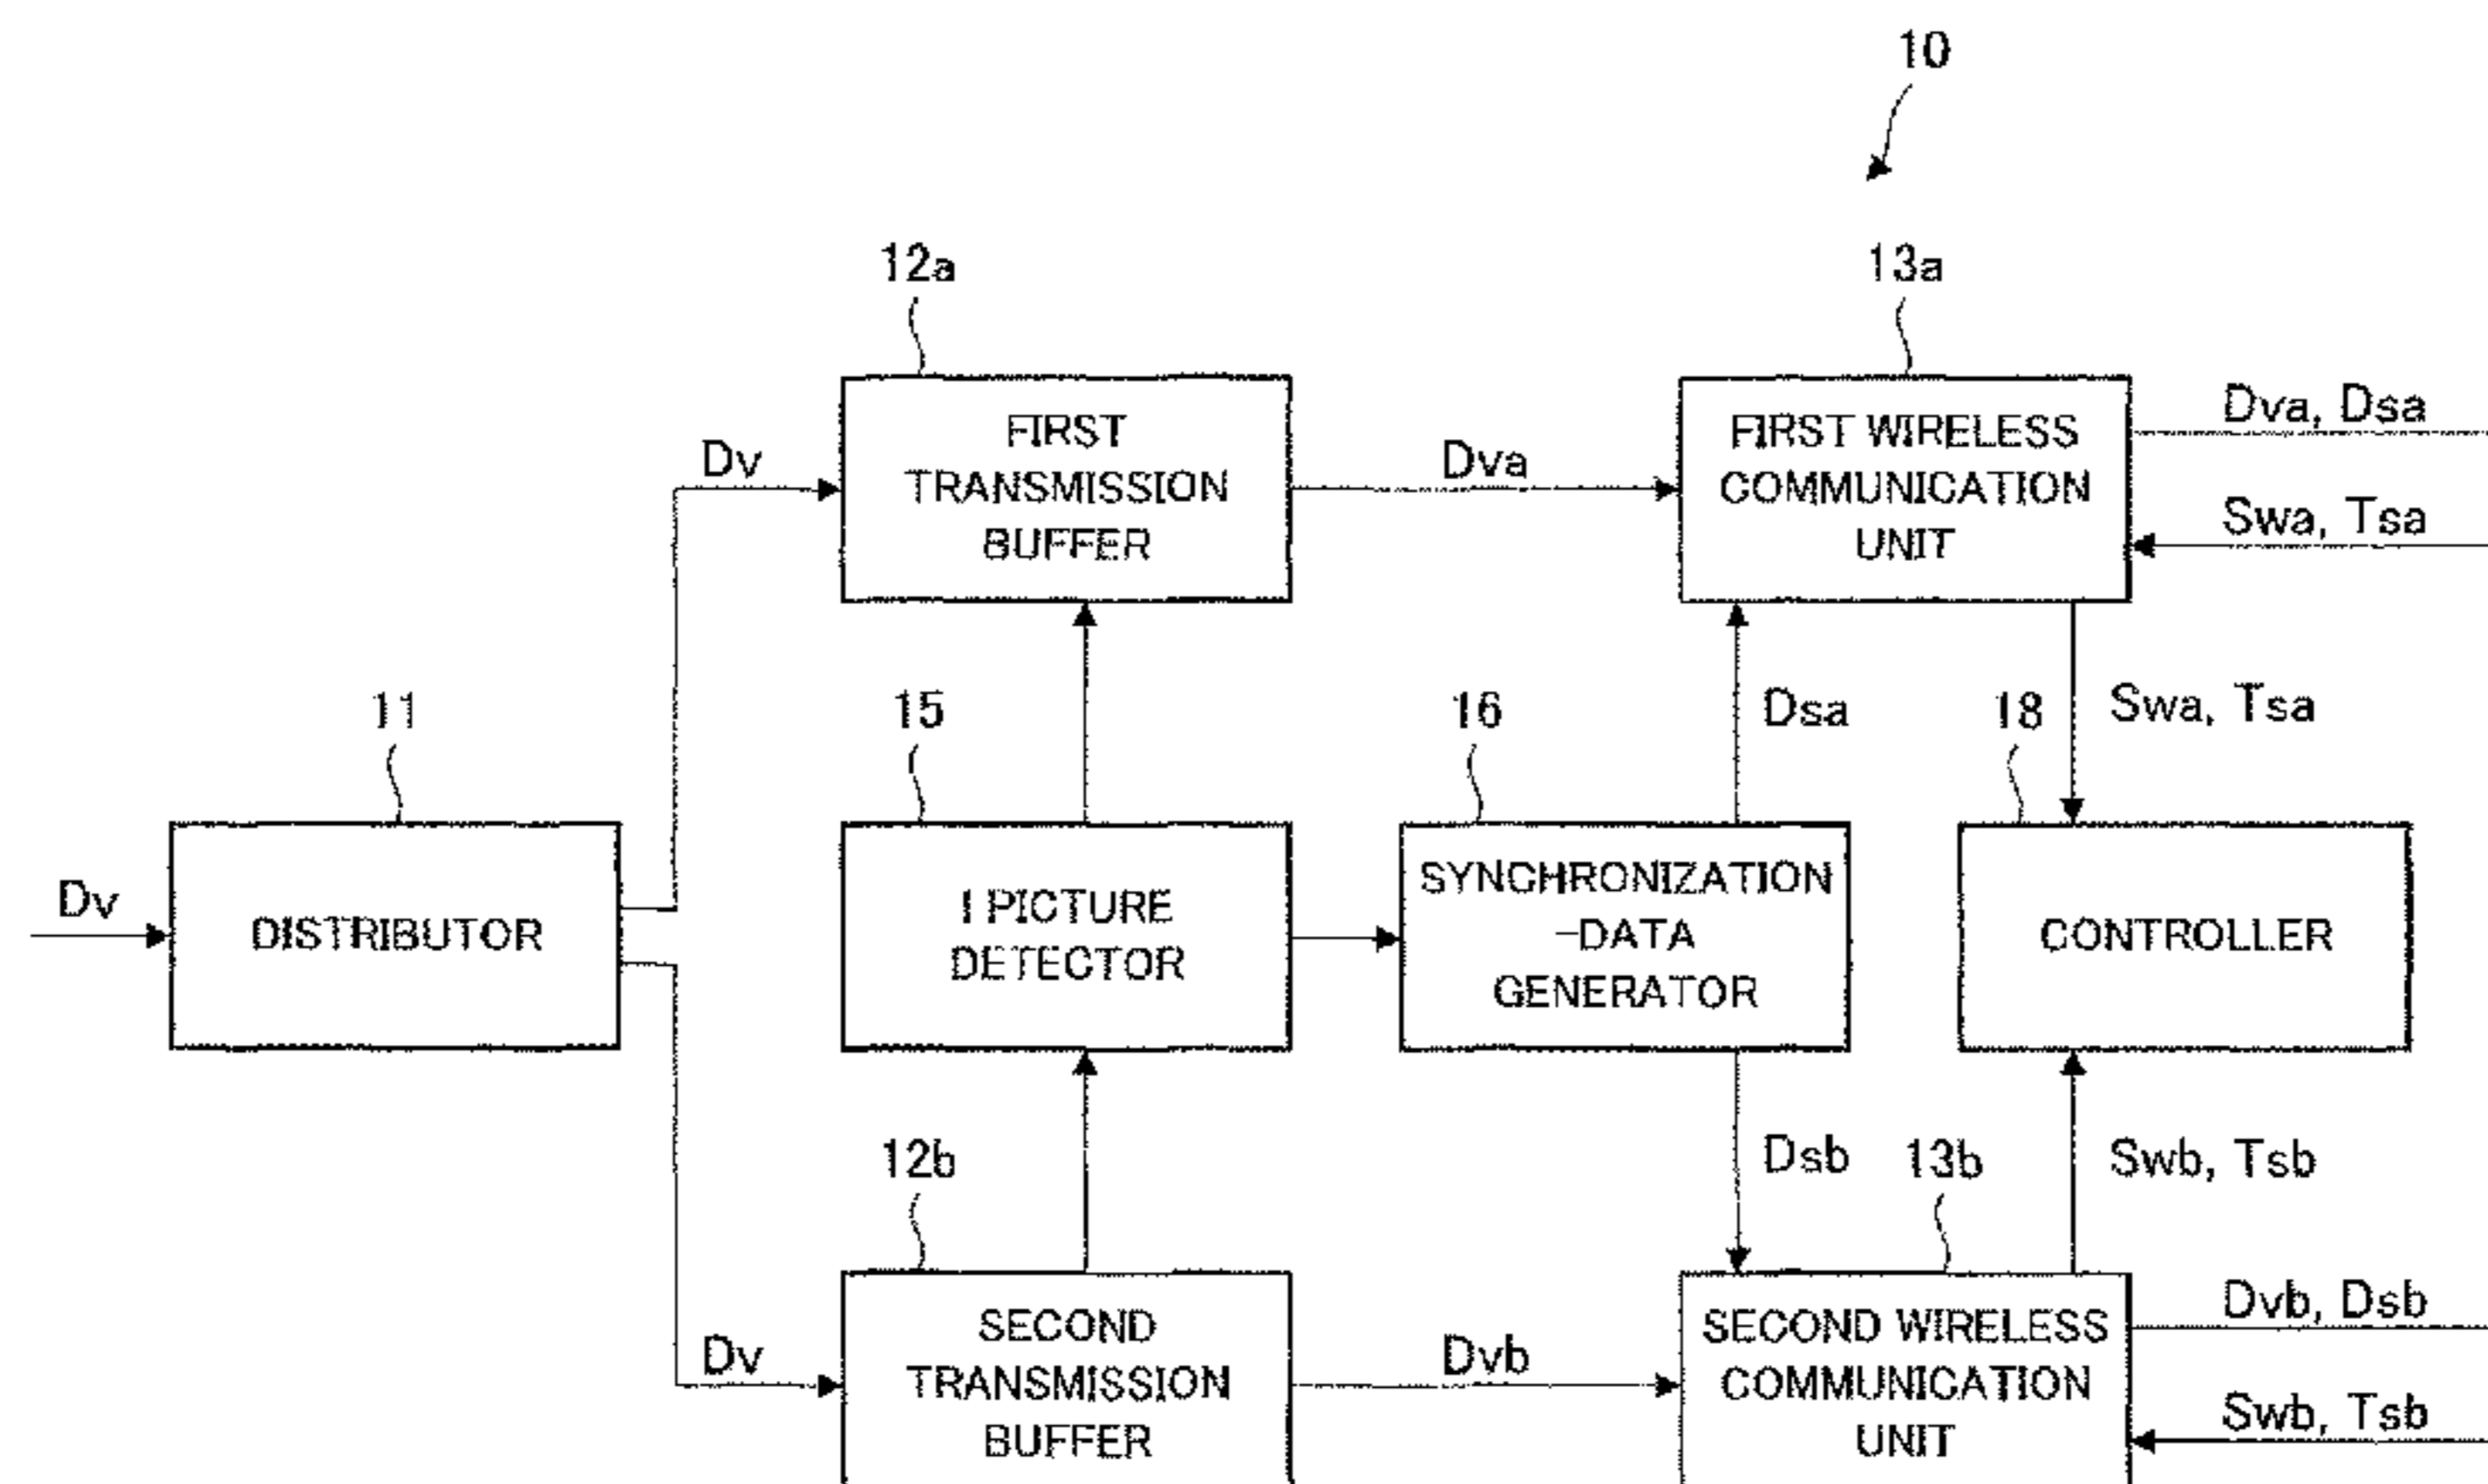 10
12a
13a
FIRST
TRANSMISSION
BUFFER
FIRST WIRELESS
COMMUNICATION
UNIT
Dv
Dva
Dva, Dsa
Swa, Tsa
11
15
16
Dsa
18
Swa, Tsa
Dv
DISTRIBUTOR
I PICTURE
DETECTOR
SYNCHRONIZATION
-DATA
GENERATOR
CONTROLLER
12b
Dsb
13b
Swb, Tsb
Dv
SECOND
TRANSMISSION
BUFFER
Dvb
SECOND WIRELESS
COMMUNICATION
UNIT
Dvb, Dsb
Swb, Tsb